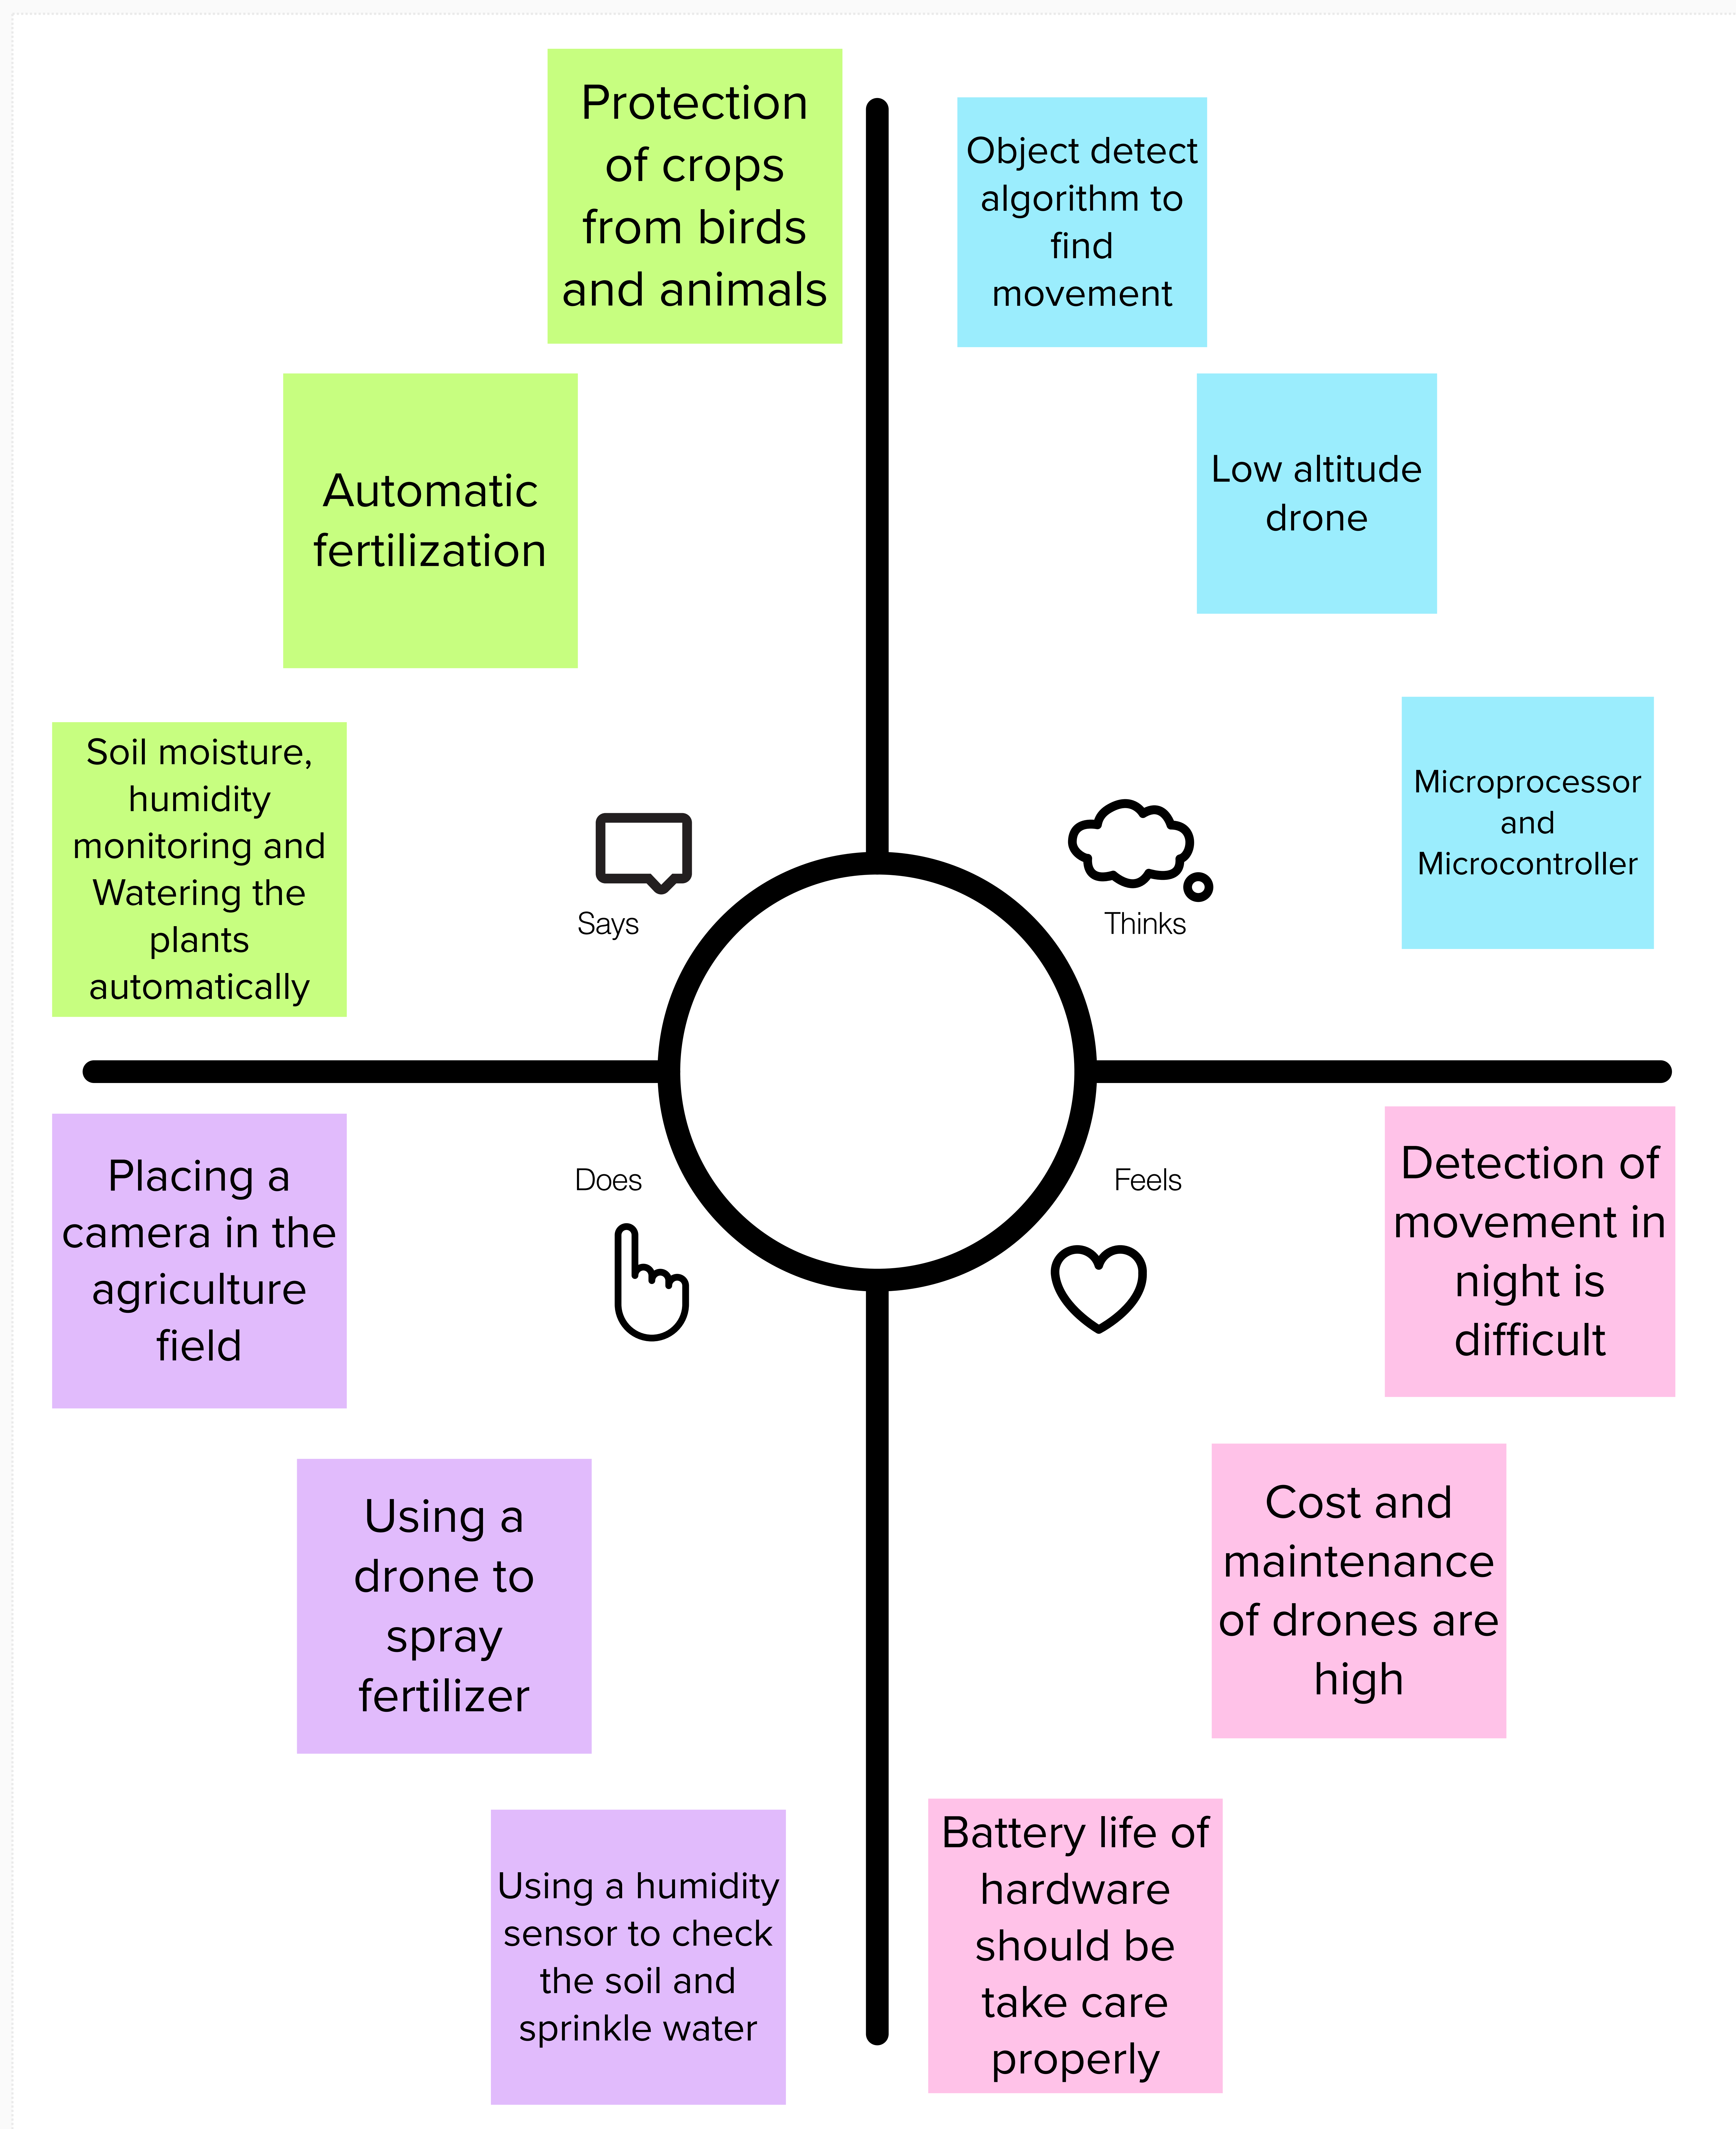 Protection
of crops
from birds
and animals
Object detect
algorithm to
find
movement
Automatic
fertilization
Low altitude
drone
Soil moisture,
humidity
monitoring and
Watering the
plants
automatically
Microprocessor
and
Microcontroller
Says
Thinks
Does
Feels
Placing a
camera in the
agriculture
field
Detection of
movement in
night is
difficult
Using a
drone to
spray
fertilizer
Cost and
maintenance
of drones are
high
Using a humidity
sensor to check
the soil and
sprinkle water
Battery life of
hardware
should be
take care
properly